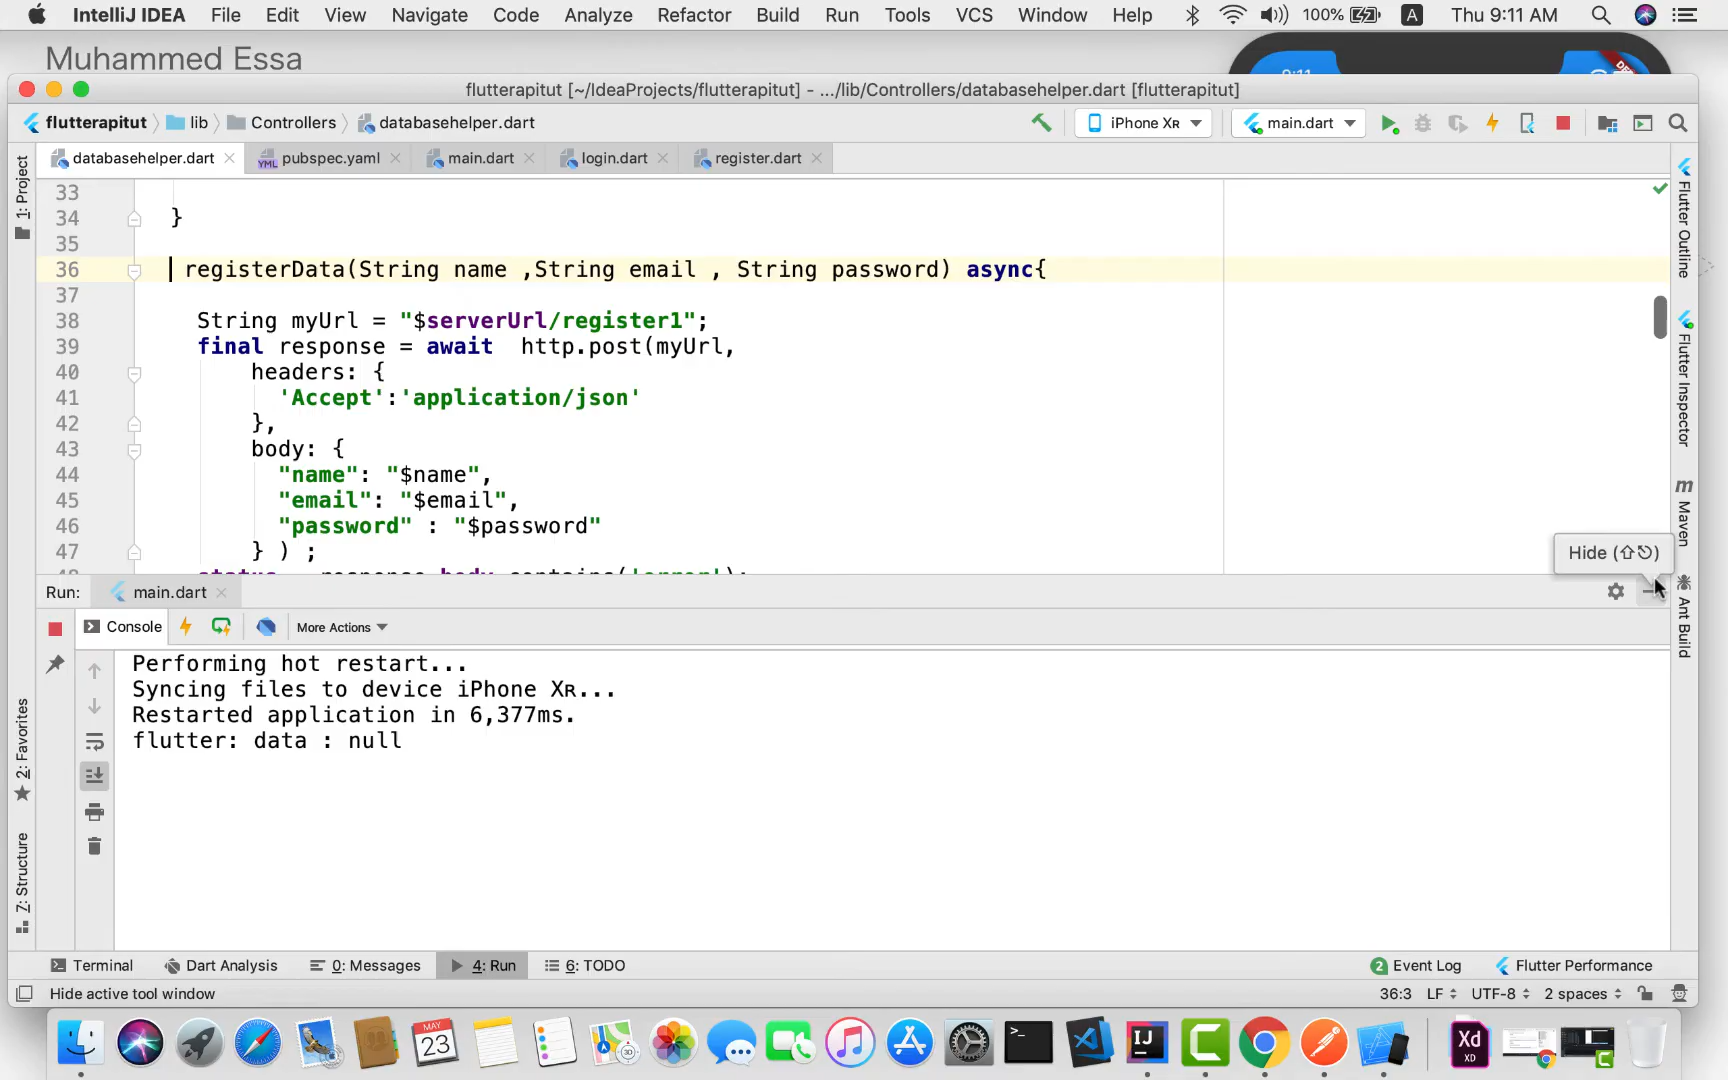 IntelliJ IDEA File Edit View Navigate Code Analyze Refactor Build Run Tools VCS Window Help 100% A Thu 9:11 AM
Muhammed Essa
flutterapitut [~/IdeaProjects/flutterapitut] - .../lib/Controllers/databasehelper.dart [flutterapitut]
flutterapitut lib Controllers databasehelper.dart iPhone XR main.dart
databasehelper.dart pubspec.yaml main.dart login.dart register.dart
1: Project
33
34 }
35
36 registerData(String name ,String email , String password) async{
37
38 String myUrl = "$serverUrl/register1";
39 final response = await http.post(myUrl,
40 headers: {
41 'Accept':'application/json'
42 },
43 body: {
44 "name": "$name",
45 "email": "$email",
46 "password" : "$password"
47 } ) ;
Flutter Outline
Flutter Inspector
m Maven
Ant Build
Hide (⇧⎋)
Run: main.dart
Console More Actions
Performing hot restart...
Syncing files to device iPhone XR...
Restarted application in 6,377ms.
flutter: data : null
2: Favorites
Z: Structure
Terminal Dart Analysis 0: Messages 4: Run 6: TODO 2 Event Log Flutter Performance
Hide active tool window 36:3 LF UTF-8 2 spaces
MAY
23
IJ
C
Xd
XD